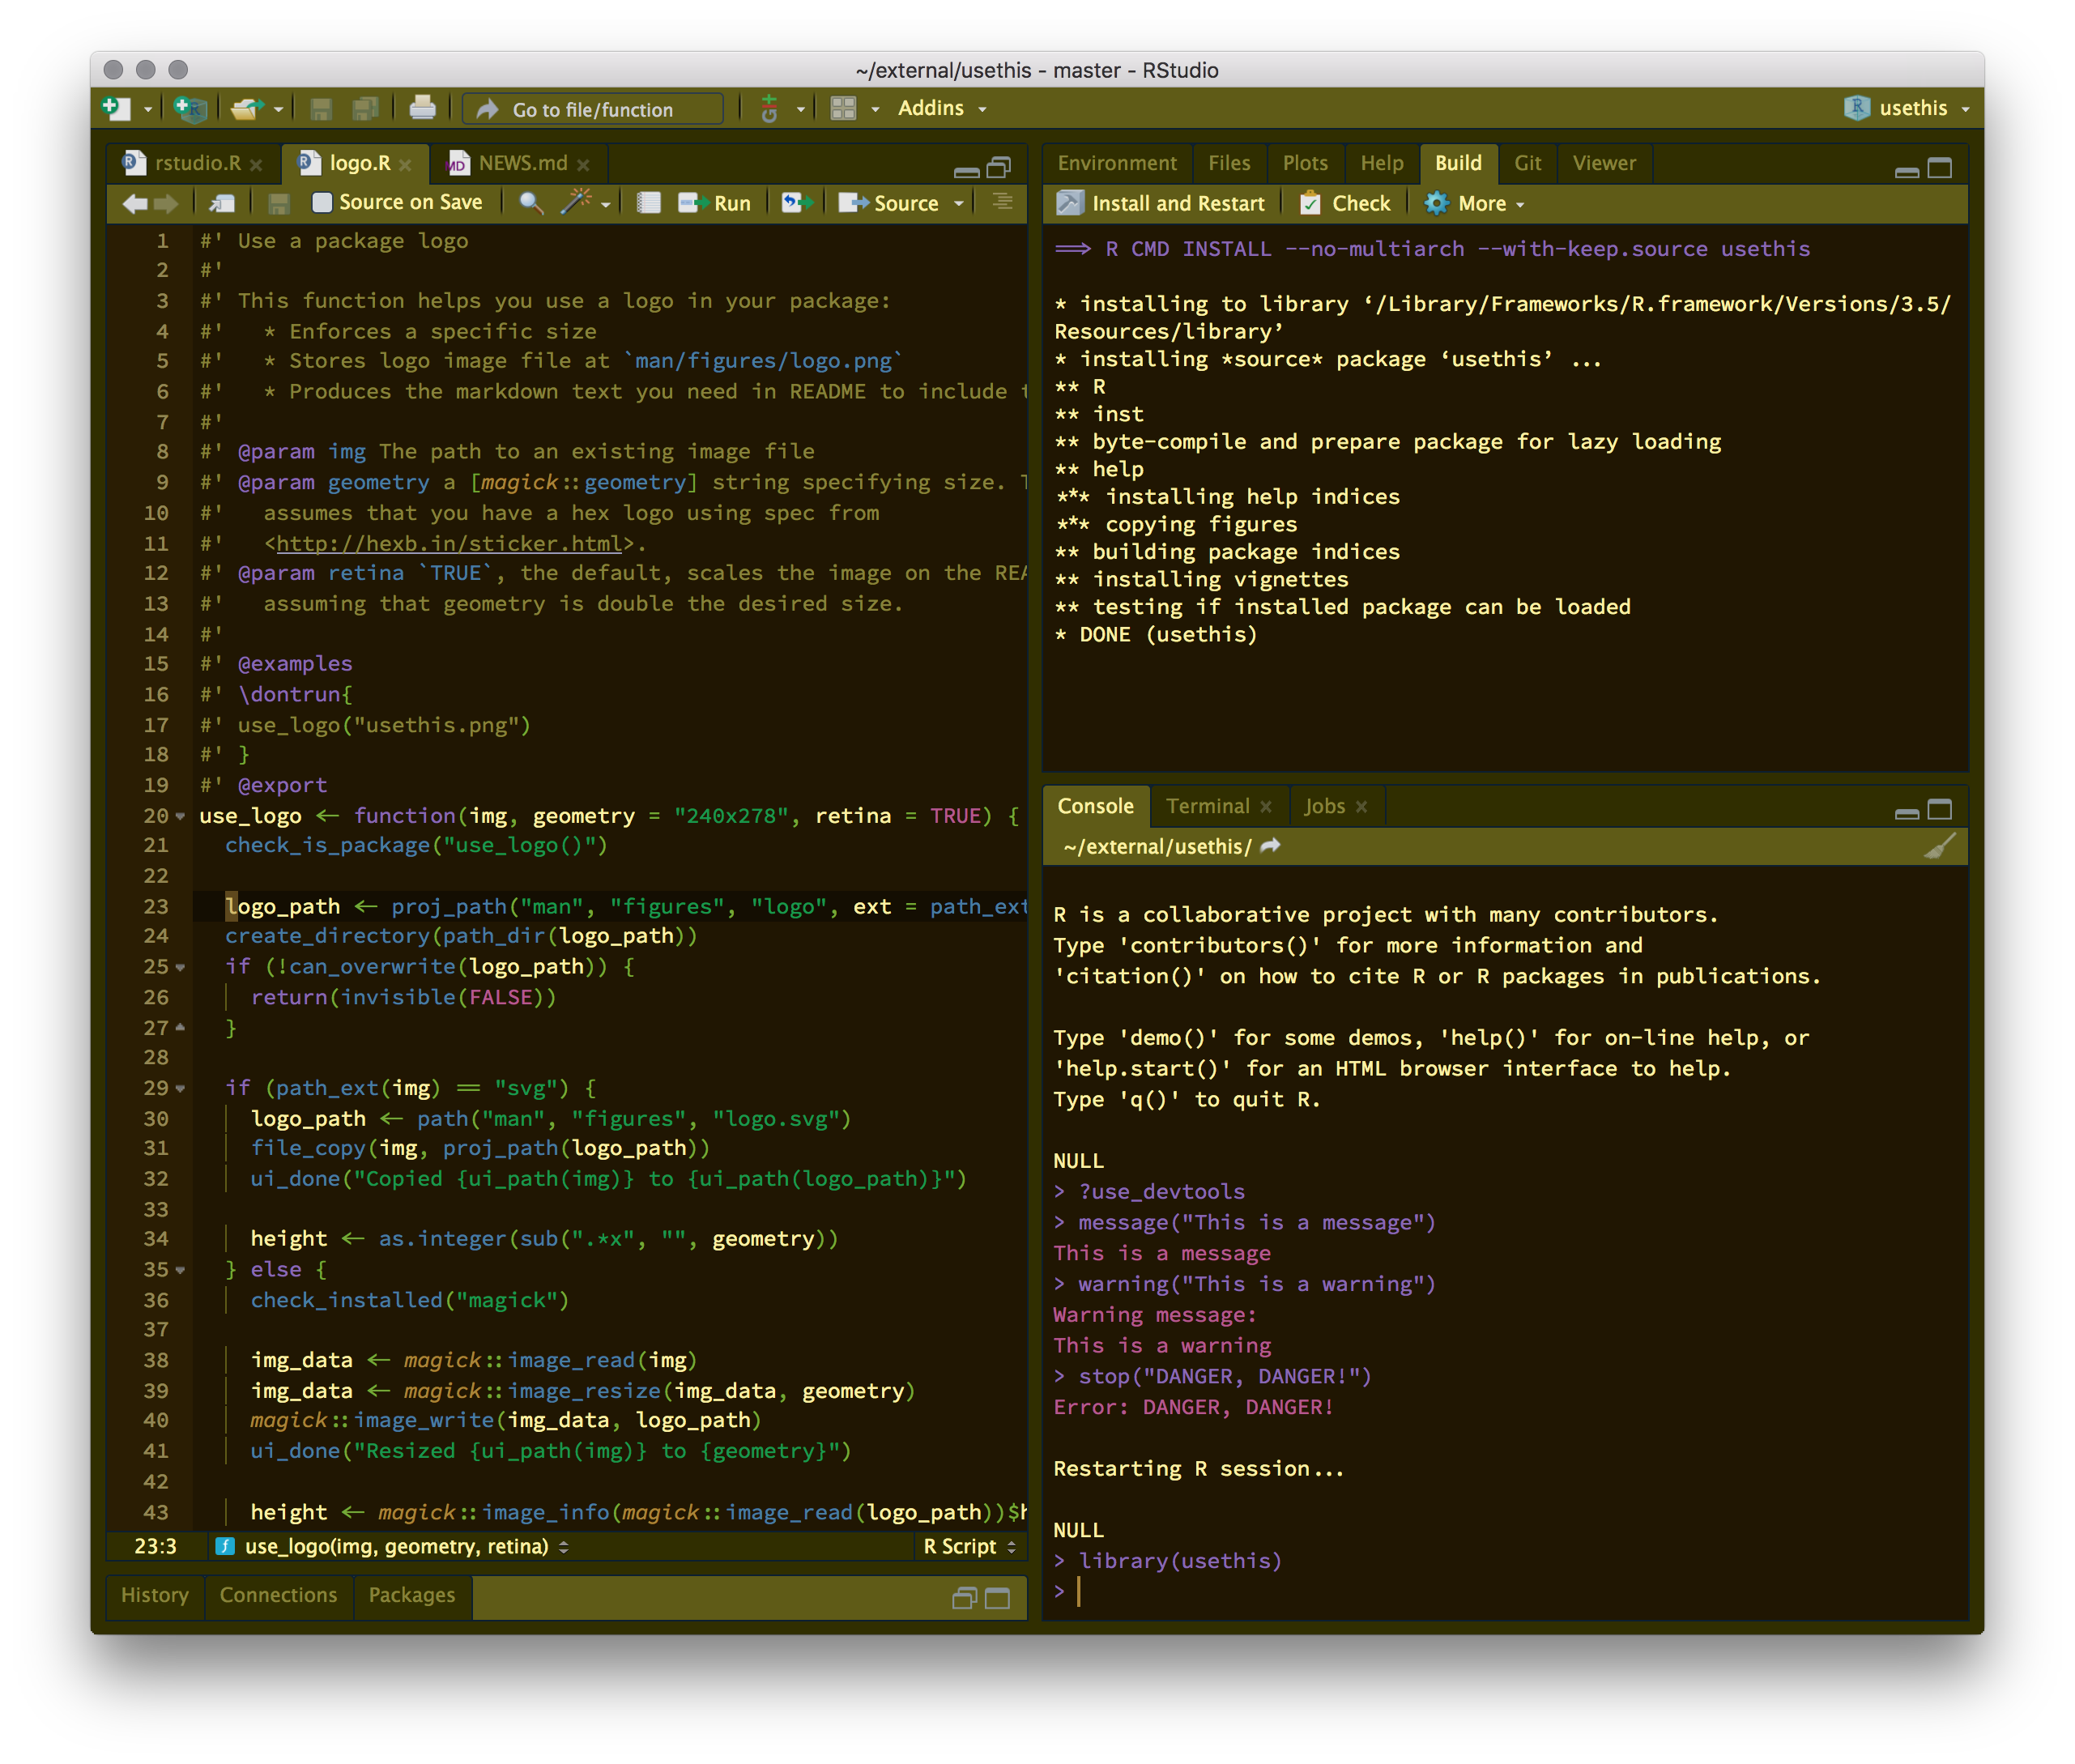 ~/external/usethis - master - RStudio
Go to file/function
Addins
usethis
rstudio.R
logo.R
NEWS.md
Source on Save
Run
Source
1 #' Use a package logo
2 #'
3 #' This function helps you use a logo in your package:
4 #'   * Enforces a specific size
5 #'   * Stores logo image file at `man/figures/logo.png`
6 #'   * Produces the markdown text you need in README to include t
7 #'
8 #' @param img The path to an existing image file
9 #' @param geometry a [magick::geometry] string specifying size. T
10 #'   assumes that you have a hex logo using spec from
11 #'   <http://hexb.in/sticker.html>.
12 #' @param retina `TRUE`, the default, scales the image on the REA
13 #'   assuming that geometry is double the desired size.
14 #'
15 #' @examples
16 #' \dontrun{
17 #' use_logo("usethis.png")
18 #' }
19 #' @export
20 use_logo <- function(img, geometry = "240x278", retina = TRUE) {
21   check_is_package("use_logo()")
22
23   logo_path <- proj_path("man", "figures", "logo", ext = path_ext
24   create_directory(path_dir(logo_path))
25   if (!can_overwrite(logo_path)) {
26     return(invisible(FALSE))
27   }
28
29   if (path_ext(img) == "svg") {
30     logo_path <- path("man", "figures", "logo.svg")
31     file_copy(img, proj_path(logo_path))
32     ui_done("Copied {ui_path(img)} to {ui_path(logo_path)}")
33
34     height <- as.integer(sub(".*x", "", geometry))
35   } else {
36     check_installed("magick")
37
38     img_data <- magick::image_read(img)
39     img_data <- magick::image_resize(img_data, geometry)
40     magick::image_write(img_data, logo_path)
41     ui_done("Resized {ui_path(img)} to {geometry}")
42
43     height <- magick::image_info(magick::image_read(logo_path))$h
23:3
use_logo(img, geometry, retina)
R Script
History
Connections
Packages
Environment
Files
Plots
Help
Build
Git
Viewer
Install and Restart
Check
More
==> R CMD INSTALL --no-multiarch --with-keep.source usethis
* installing to library ‘/Library/Frameworks/R.framework/Versions/3.5/
Resources/library’
* installing *source* package ‘usethis’ ...
** R
** inst
** byte-compile and prepare package for lazy loading
** help
*** installing help indices
*** copying figures
** building package indices
** installing vignettes
** testing if installed package can be loaded
* DONE (usethis)
Console
Terminal
Jobs
~/external/usethis/
R is a collaborative project with many contributors.
Type 'contributors()' for more information and
'citation()' on how to cite R or R packages in publications.
Type 'demo()' for some demos, 'help()' for on-line help, or
'help.start()' for an HTML browser interface to help.
Type 'q()' to quit R.
NULL
> ?use_devtools
> message("This is a message")
This is a message
> warning("This is a warning")
Warning message:
This is a warning
> stop("DANGER, DANGER!")
Error: DANGER, DANGER!
Restarting R session...
NULL
> library(usethis)
>